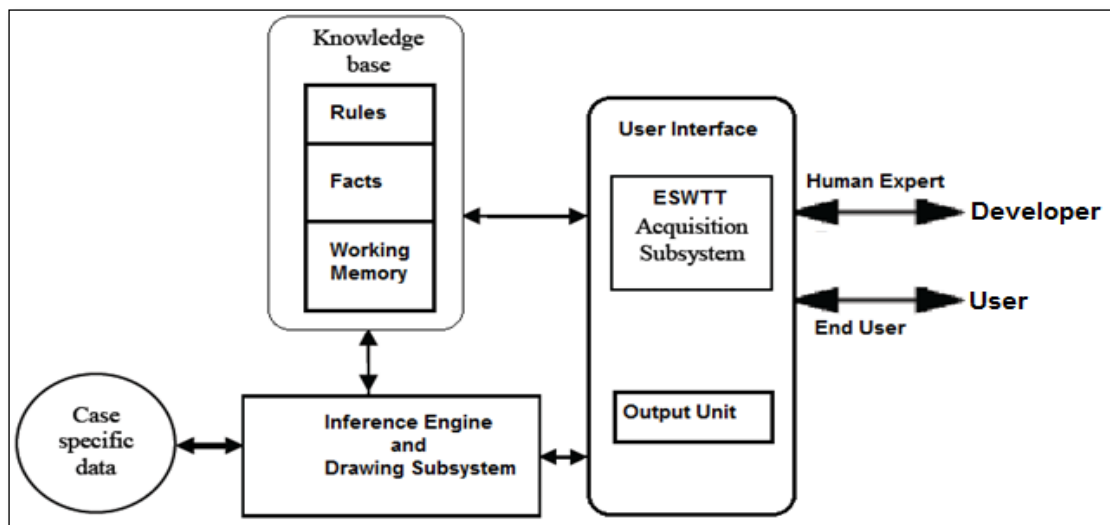 Knowledge
base
Rules
Facts
Working
Memory
User Interface
ESWTT
Acquisition
Subsystem
Output Unit
Human Expert
Developer
User
End User
Case
specific
data
Inference Engine
and
Drawing Subsystem